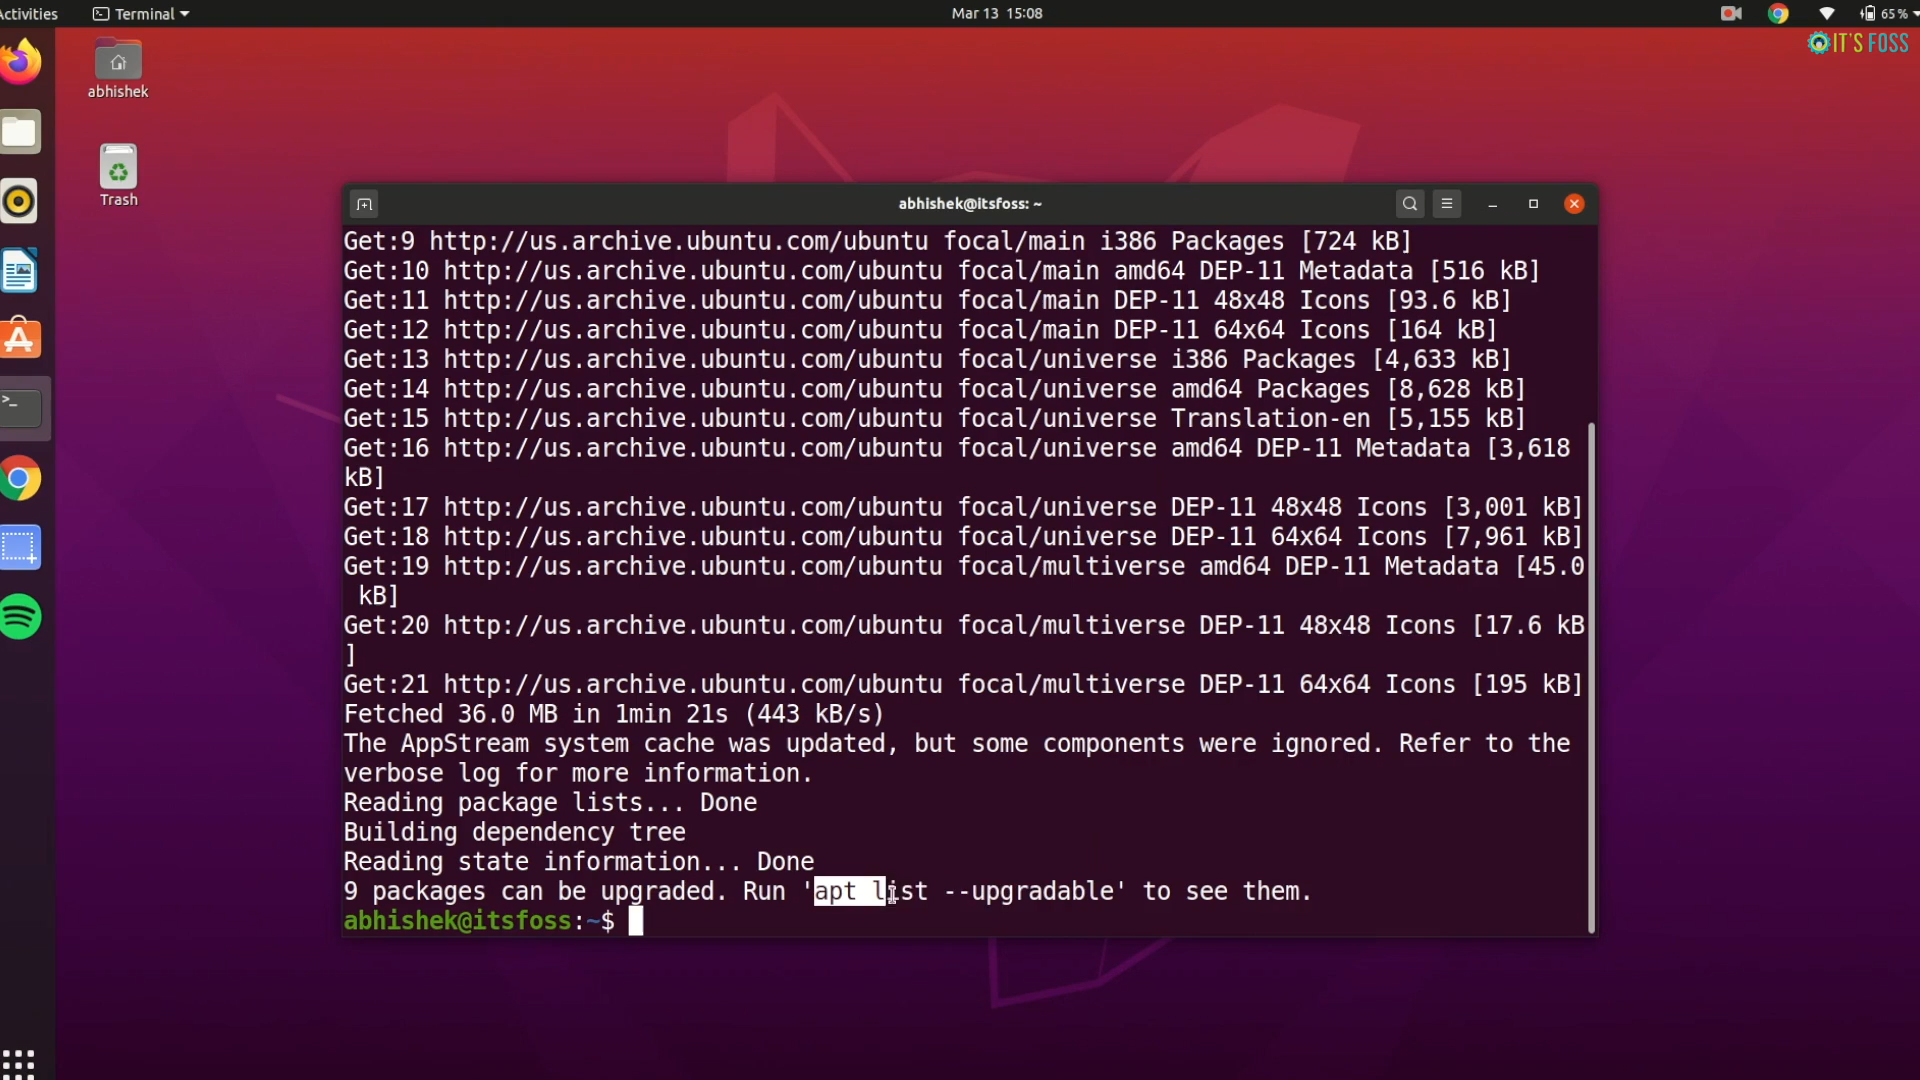 Activities Terminal Mar 13 15:08 65 %
IT'S FOSS
abhishek
Trash
abhishek@itsfoss: ~
Get:9 http://us.archive.ubuntu.com/ubuntu focal/main i386 Packages [724 kB]
Get:10 http://us.archive.ubuntu.com/ubuntu focal/main amd64 DEP-11 Metadata [516 kB]
Get:11 http://us.archive.ubuntu.com/ubuntu focal/main DEP-11 48x48 Icons [93.6 kB]
Get:12 http://us.archive.ubuntu.com/ubuntu focal/main DEP-11 64x64 Icons [164 kB]
Get:13 http://us.archive.ubuntu.com/ubuntu focal/universe i386 Packages [4,633 kB]
Get:14 http://us.archive.ubuntu.com/ubuntu focal/universe amd64 Packages [8,628 kB]
Get:15 http://us.archive.ubuntu.com/ubuntu focal/universe Translation-en [5,155 kB]
Get:16 http://us.archive.ubuntu.com/ubuntu focal/universe amd64 DEP-11 Metadata [3,618
kB]
Get:17 http://us.archive.ubuntu.com/ubuntu focal/universe DEP-11 48x48 Icons [3,001 kB]
Get:18 http://us.archive.ubuntu.com/ubuntu focal/universe DEP-11 64x64 Icons [7,961 kB]
Get:19 http://us.archive.ubuntu.com/ubuntu focal/multiverse amd64 DEP-11 Metadata [45.0
 kB]
Get:20 http://us.archive.ubuntu.com/ubuntu focal/multiverse DEP-11 48x48 Icons [17.6 kB
]
Get:21 http://us.archive.ubuntu.com/ubuntu focal/multiverse DEP-11 64x64 Icons [195 kB]
Fetched 36.0 MB in 1min 21s (443 kB/s)
The AppStream system cache was updated, but some components were ignored. Refer to the
verbose log for more information.
Reading package lists... Done
Building dependency tree
Reading state information... Done
9 packages can be upgraded. Run 'apt list --upgradable' to see them.
abhishek@itsfoss:~$